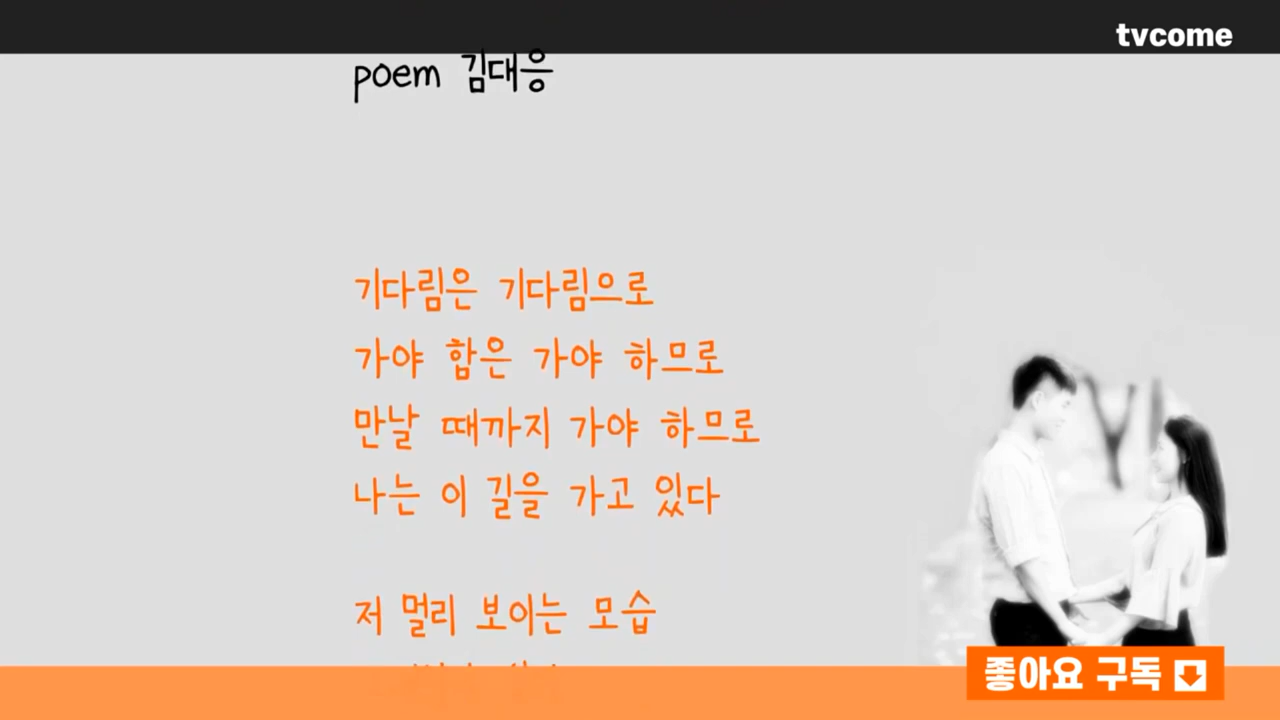 tvcome
poem 김대응
기다림은 기다림으로
가야 함은 가야 하므로
만날 때까지 가야 하므로
나는 이 길을 가고 있다
저 멀리 보이는 모습
좋아요 구독